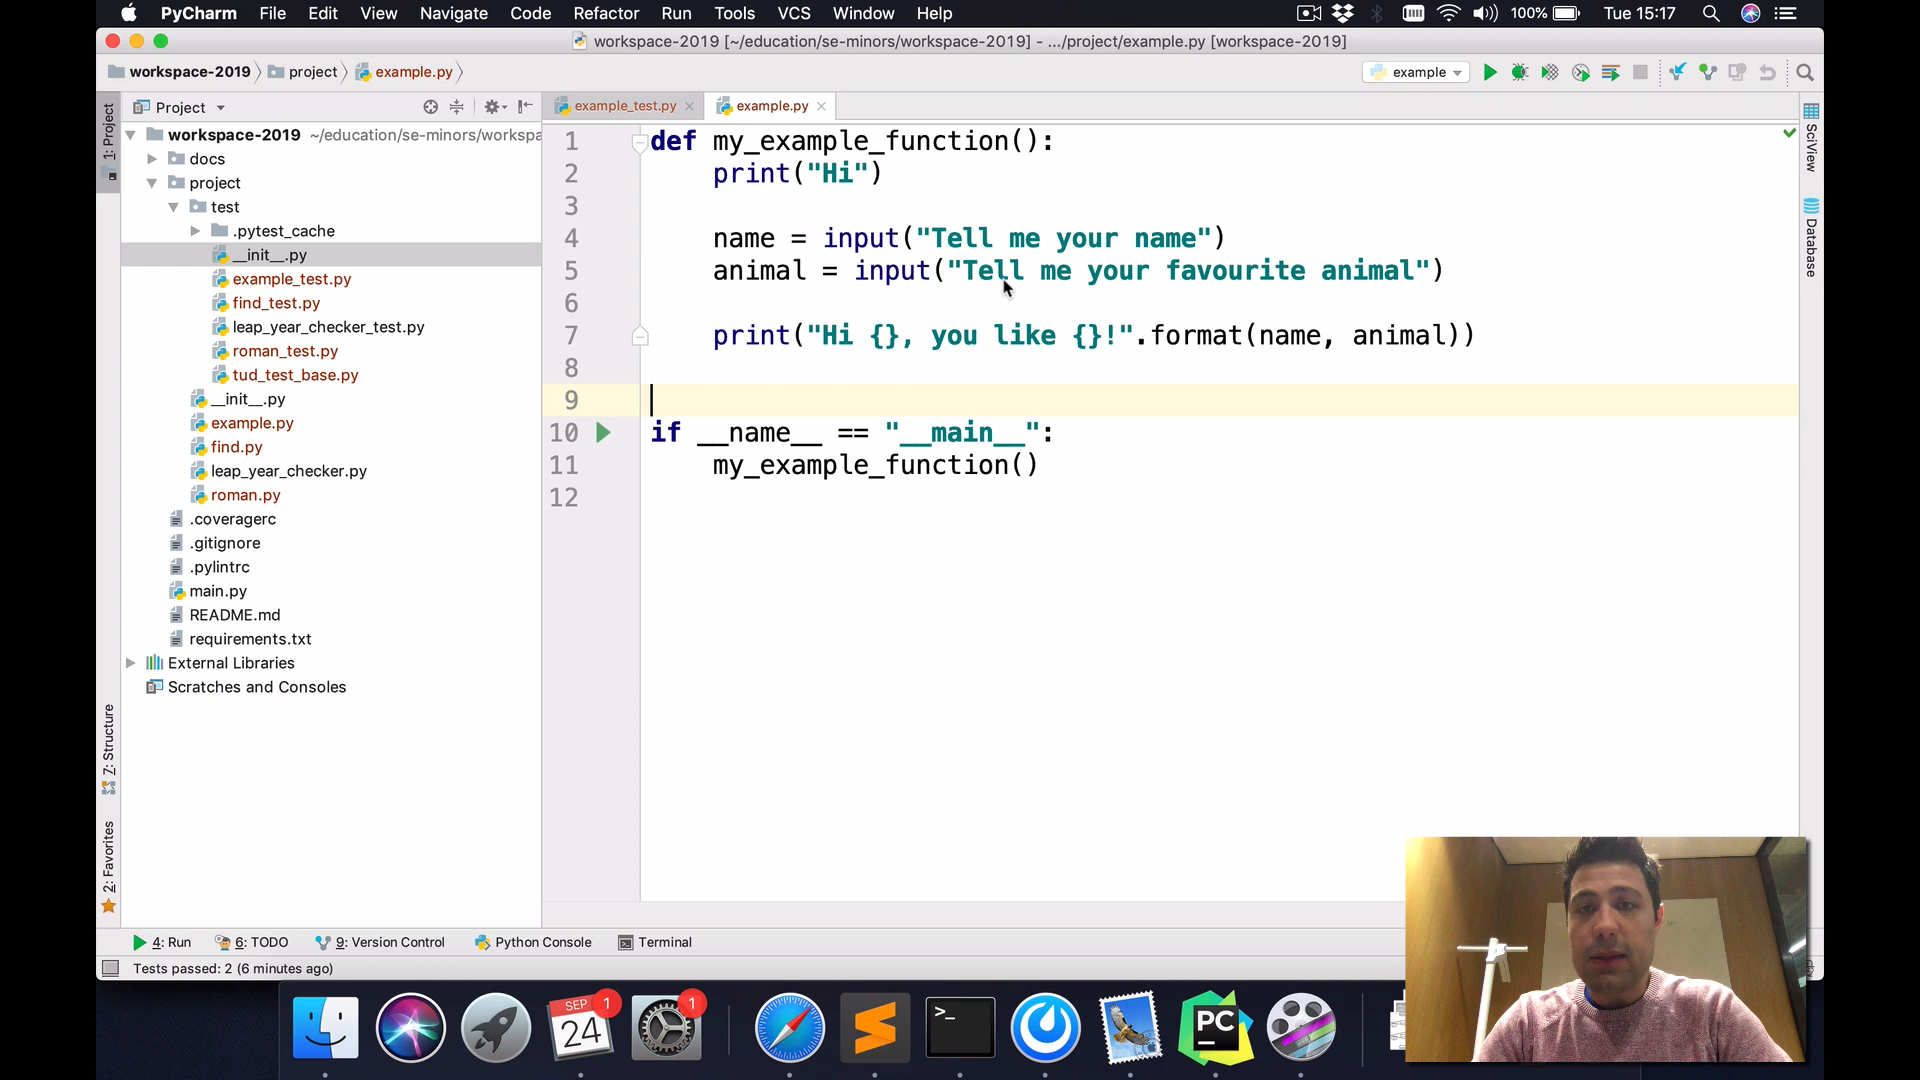 PyCharm File Edit View Navigate Code Refactor Run Tools VCS Window Help 100% Tue 15:17
workspace-2019 [~/education/se-minors/workspace-2019] - .../project/example.py [workspace-2019]
workspace-2019 project example.py example
1: Project
Project
example_test.py
example.py
workspace-2019 ~/education/se-minors/workspa
docs
project
test
.pytest_cache
__init__.py
example_test.py
find_test.py
leap_year_checker_test.py
roman_test.py
tud_test_base.py
__init__.py
example.py
find.py
leap_year_checker.py
roman.py
.coveragerc
.gitignore
.pylintrc
main.py
README.md
requirements.txt
External Libraries
Scratches and Consoles
1 def my_example_function():
2 print("Hi")
3
4 name = input("Tell me your name")
5 animal = input("Tell me your favourite animal")
6
7 print("Hi {}, you like {}!".format(name, animal))
8
9
10 if __name__ == "__main__":
11 my_example_function()
12
SciView
Database
Z: Structure
2: Favorites
4: Run 6: TODO 9: Version Control Python Console Terminal
Tests passed: 2 (6 minutes ago)
SEP
24
1
1
>_
PC